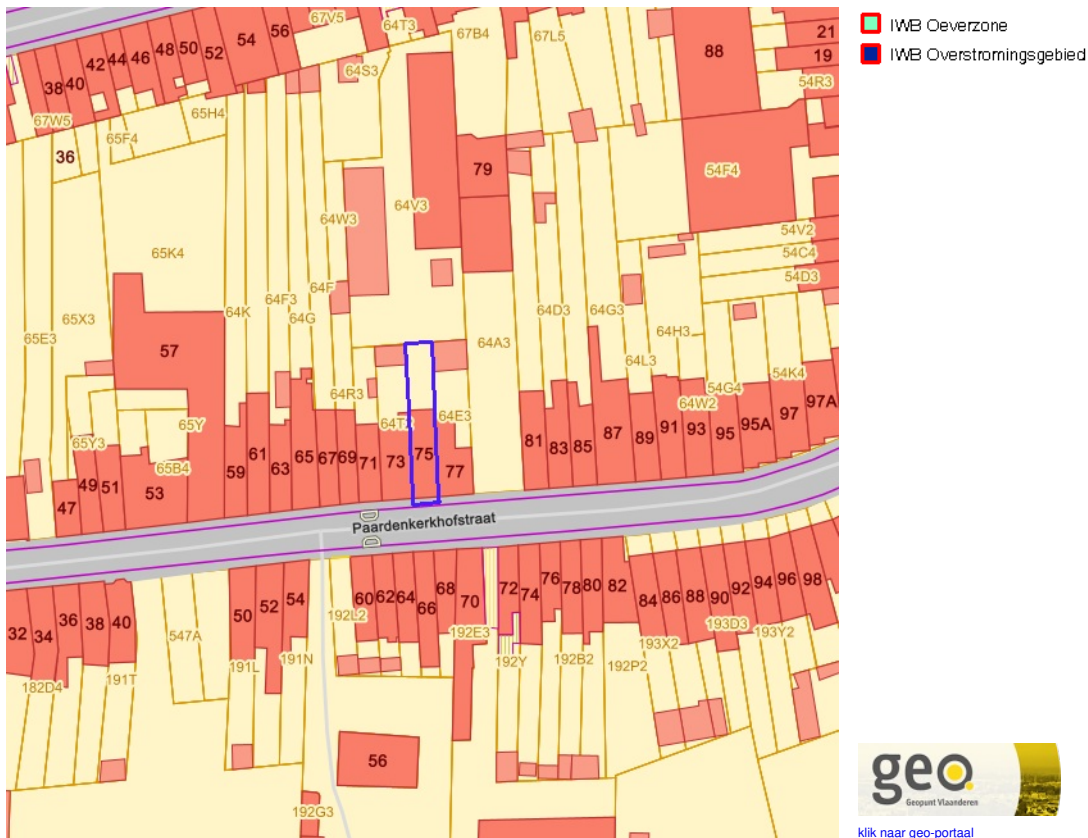 67V5 64T3 67B4 67L5
38 40 42 44 46 48 50 52 54 56
88 21
19
64S3 54R3
67W5 65F4 65H4
36 79 54F4
64W3 64V3
54V2
65K4 54C4
54D3
65E3 65X3 64K 64F3 64F 64G 64D3 64G3
57 64A3 64H3
64L3 54G4 54K4
64R3 64W2
65Y3 65Y 64E3
65B4
47 49 51 53 59 61 63 65 67 69 71 73 75 77 81 83 85 87 89 91 93 95 95A 97 97A
Paardenkerkhofstraat
32 34 36 38 40 50 52 54 60 62 64 66 68 70 72 74 76 78 80 82 84 86 88 90 92 94 96 98
547A 192L2 192E3 193D3
182D4 191T 191L 191N 192Y 192B2 192P2 193X2 193Y2
56
192G3
IWB Oeverzone
IWB Overstromingsgebied
geo
Geopunt Vlaanderen
klik naar geo-portaal